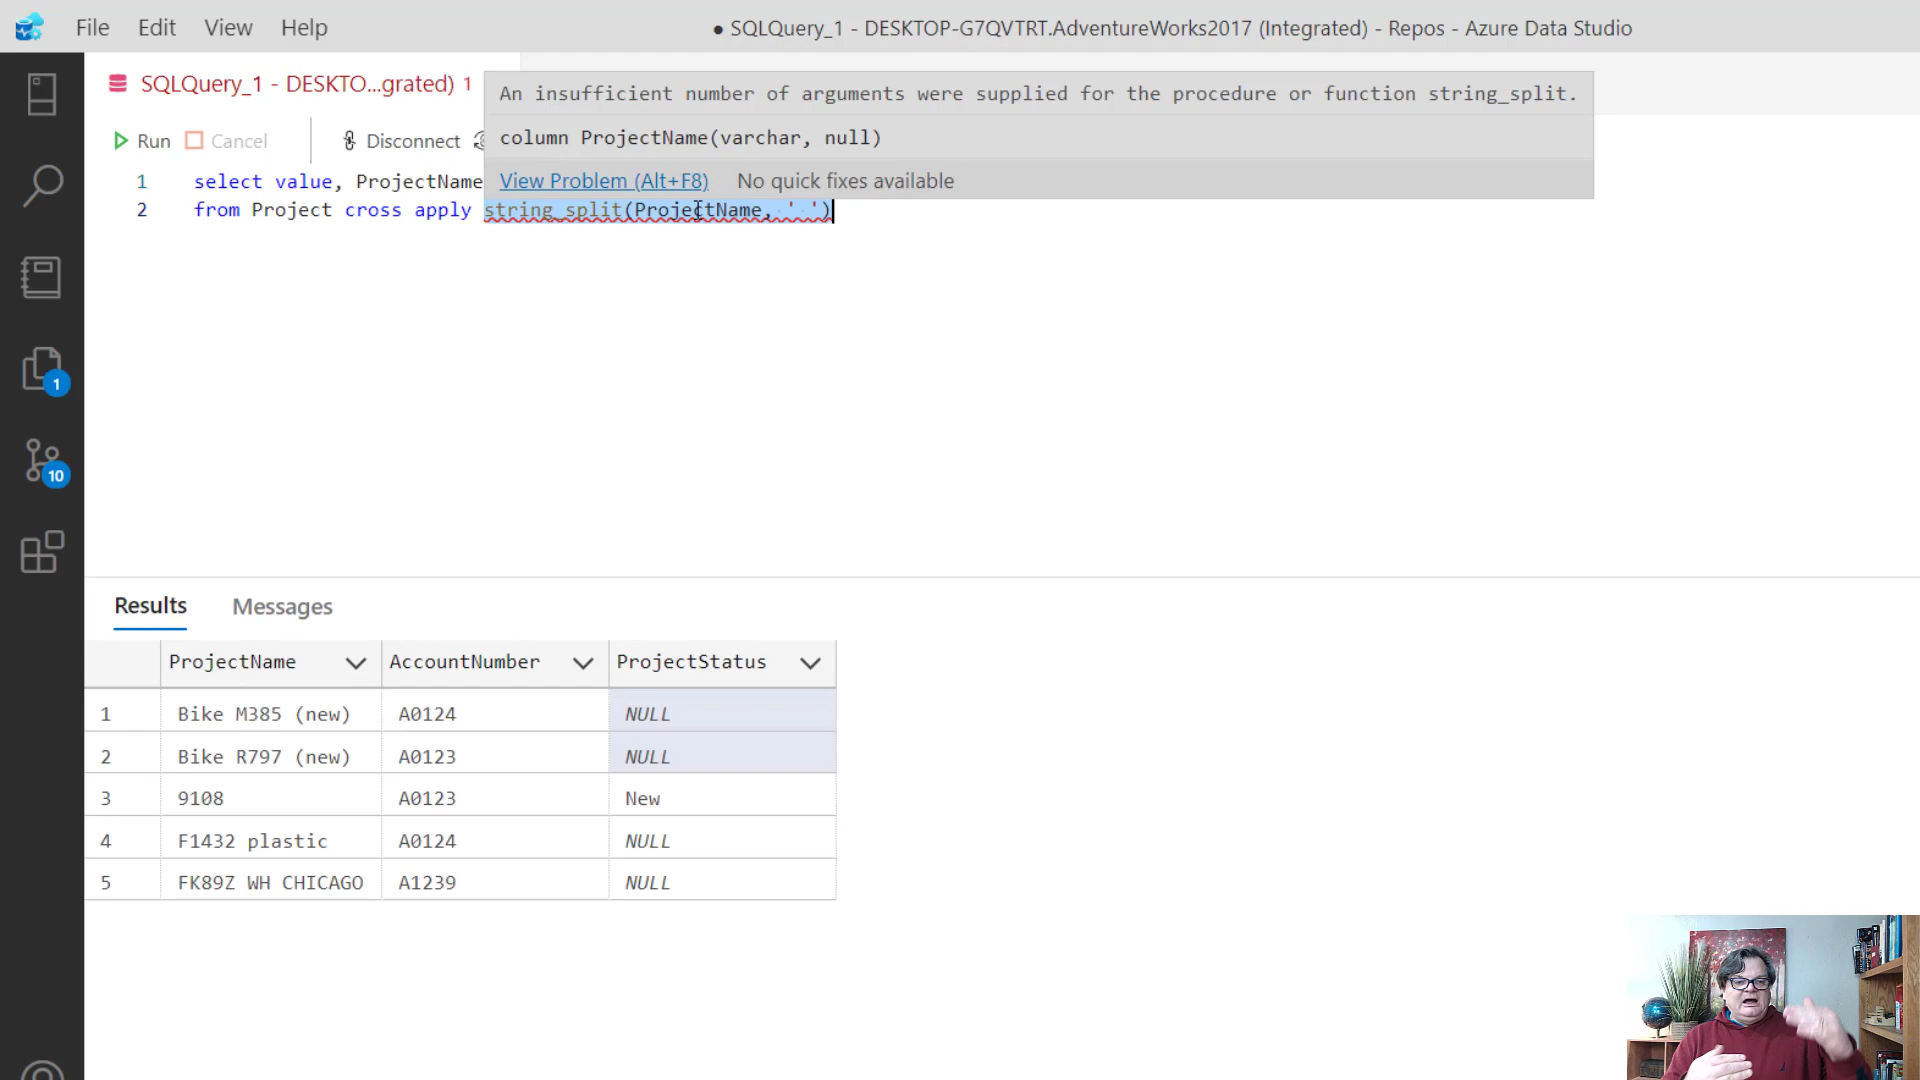 File Edit View Help
● SQLQuery_1 - DESKTOP-G7QVTRT.AdventureWorks2017 (Integrated) - Repos - Azure Data Studio
SQLQuery_1 - DESKTO...grated) 1
An insufficient number of arguments were supplied for the procedure or function string_split.
column ProjectName(varchar, null)
View Problem (Alt+F8) No quick fixes available
Run Cancel Disconnect
1 select value, ProjectName
2 from Project cross apply string_split(ProjectName, ' ')
1
10
Results Messages
ProjectName AccountNumber ProjectStatus
1 Bike M385 (new) A0124 NULL
2 Bike R797 (new) A0123 NULL
3 9108 A0123 New
4 F1432 plastic A0124 NULL
5 FK89Z WH CHICAGO A1239 NULL